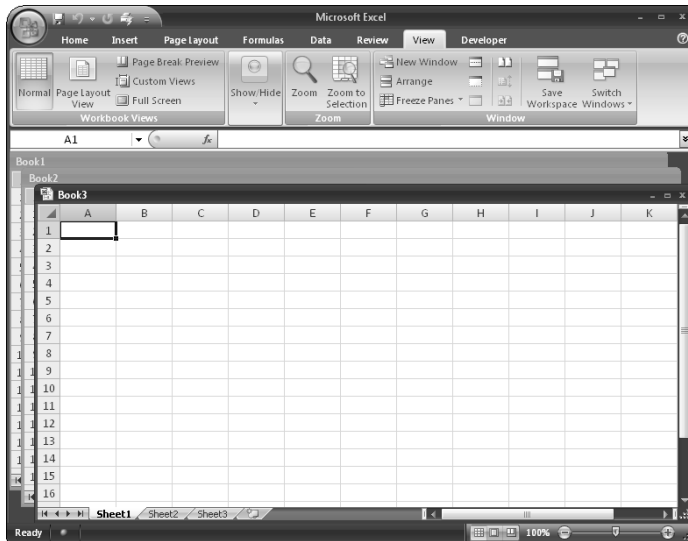 Microsoft Excel
Home Insert Page Layout Formulas Data Review View Developer
Normal Page Layout View
Page Break Preview
Custom Views
Full Screen
Workbook Views
Show/Hide
Zoom Zoom to Selection
Zoom
New Window
Arrange
Freeze Panes
Save Workspace Switch Windows
Window
A1 fx
Book1
Book2
Book3
A B C D E F G H I J K
1
2
3
4
5
6
7
8
9
10
11
12
13
14
15
16
Sheet1 Sheet2 Sheet3
Ready 100%